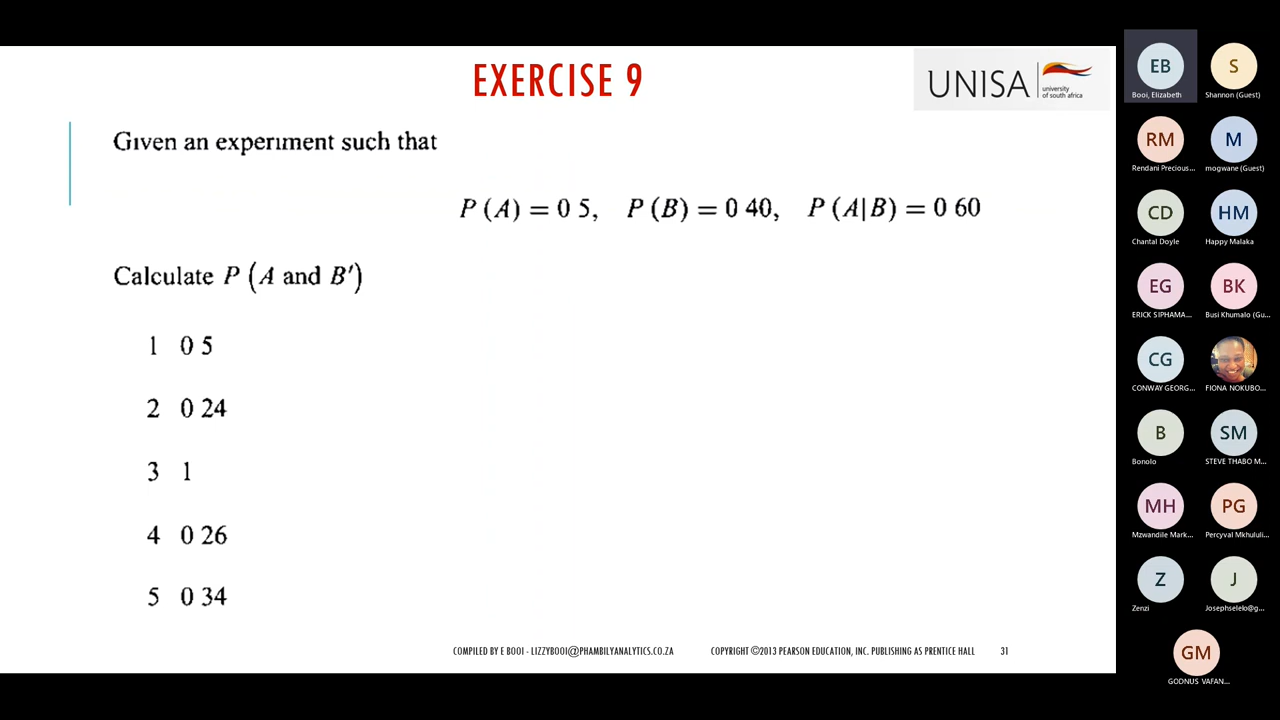 EXERCISE 9
UNISA
university
of south africa
Given an experiment such that
P (A) = 0 5, P (B) = 0 40, P (A|B) = 0 60
Calculate P (A and B′)
1 0 5
2 0 24
3 1
4 0 26
5 0 34
COMPILED BY E BOOI - LIZZYBOOI@PHAMBILYANALYTICS.CO.ZA COPYRIGHT ©2013 PEARSON EDUCATION, INC. PUBLISHING AS PRENTICE HALL 31
EB S
Booi, Elizabeth Shannon (Guest)
RM M
Rendani Precious... mogwane (Guest)
CD HM
Chantal Doyle Happy Malaka
EG BK
ERICK SIPHAMA... Busi Khumalo (Gu...
CG
CONWAY GEORG... FIONA NOKUBO...
B SM
Bonolo STEVE THABO M...
MH PG
Mzwandile Mark... Percyval Mkhululi...
Z J
Zenzi Josephselelo@g...
GM
GODNUS VAFAN...